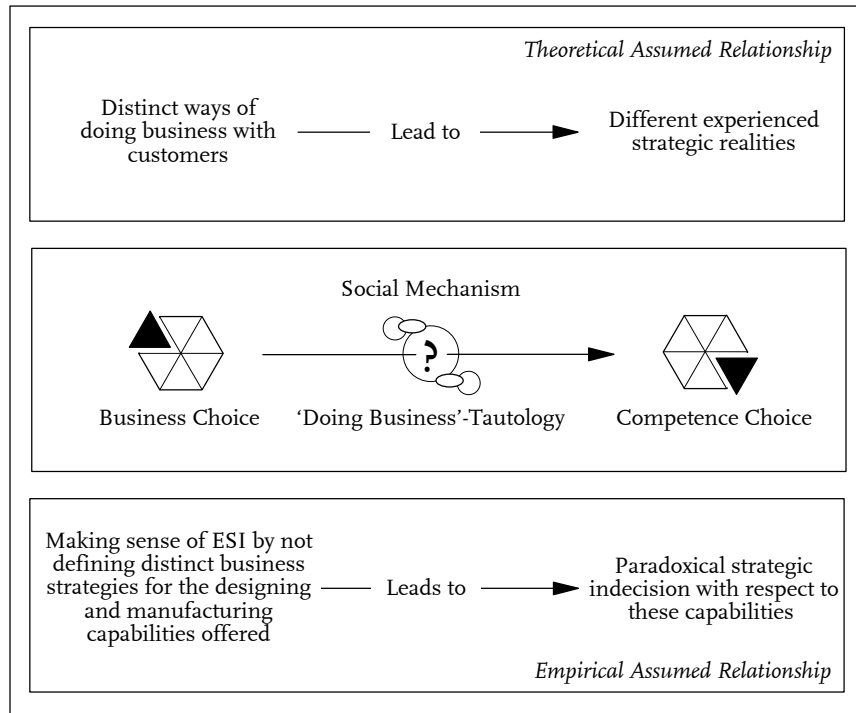 Theoretical Assumed Relationship
Distinct ways of
doing business with
customers
Lead to
Different experienced
strategic realities
Social Mechanism
?
Business Choice
‘Doing Business’-Tautology
Competence Choice
Making sense of ESI by not
defining distinct business
strategies for the designing
and manufacturing
capabilities offered
Leads to
Paradoxical strategic
indecision with respect to
these capabilities
Empirical Assumed Relationship